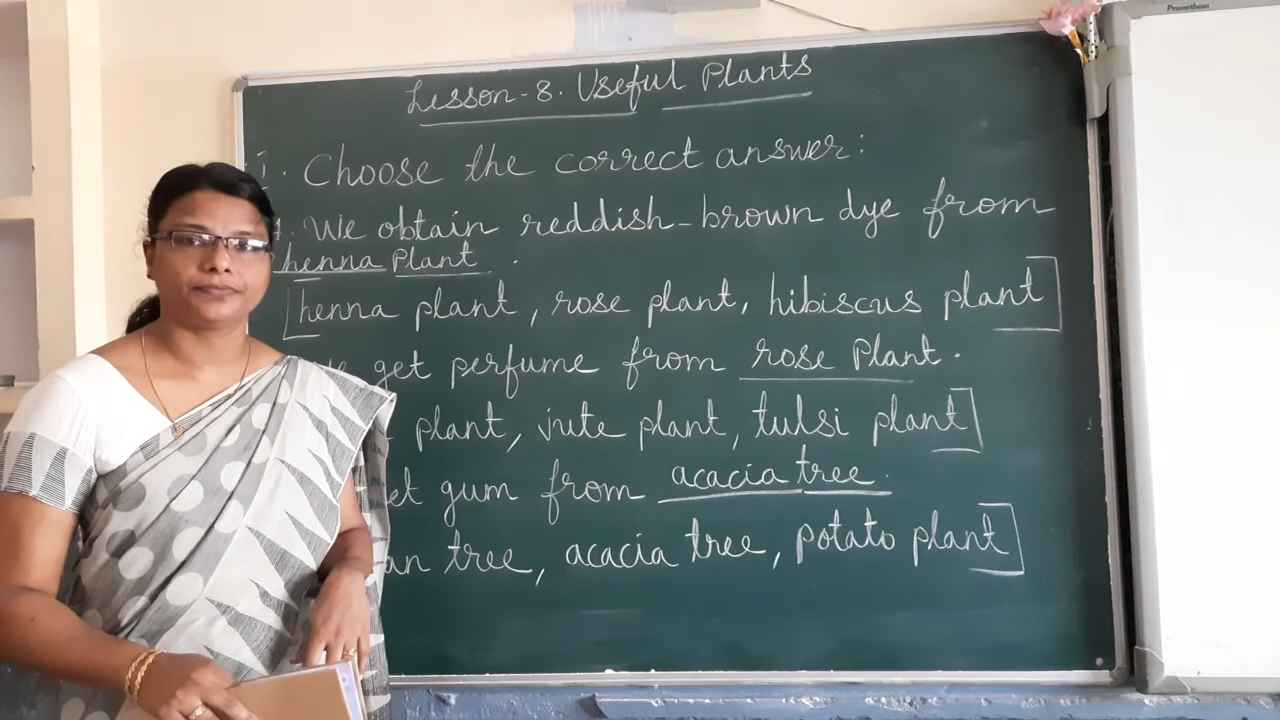 Promethean
Lesson-8. Useful Plants
I. Choose the correct answer:
1. We obtain reddish-brown dye from
henna Plant.
[henna plant, rose plant, hibiscus plant]
get perfume from rose Plant.
plant, jute plant, tulsi plant]
gum from acacia tree.
tree, acacia tree, potato plant]